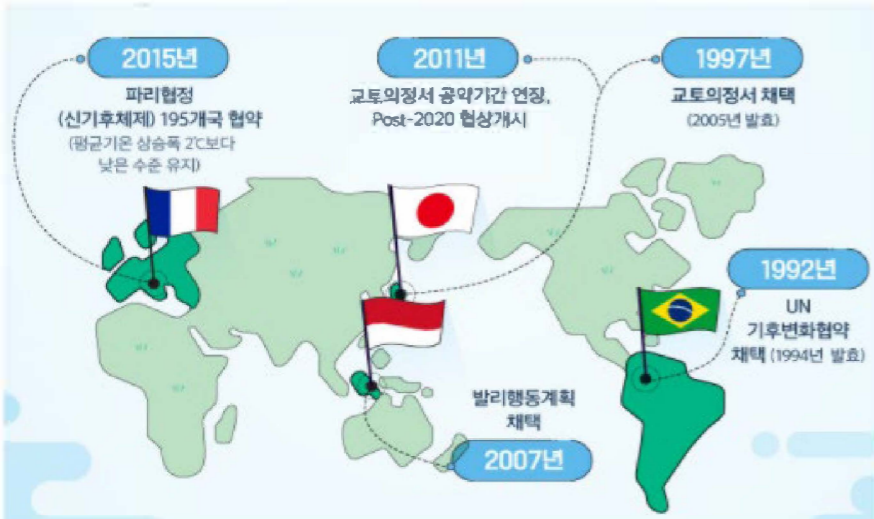 2015년
파리협정
(신기후체제) 195개국 협약
(평균기온 상승폭 2℃보다
낮은 수준 유지)
2011년
교토의정서 공약기간 연장,
Post-2020 협상개시
1997년
교토의정서 채택
(2005년 발효)
1992년
UN
기후변화협약
채택 (1994년 발효)
발리행동계획
채택
2007년